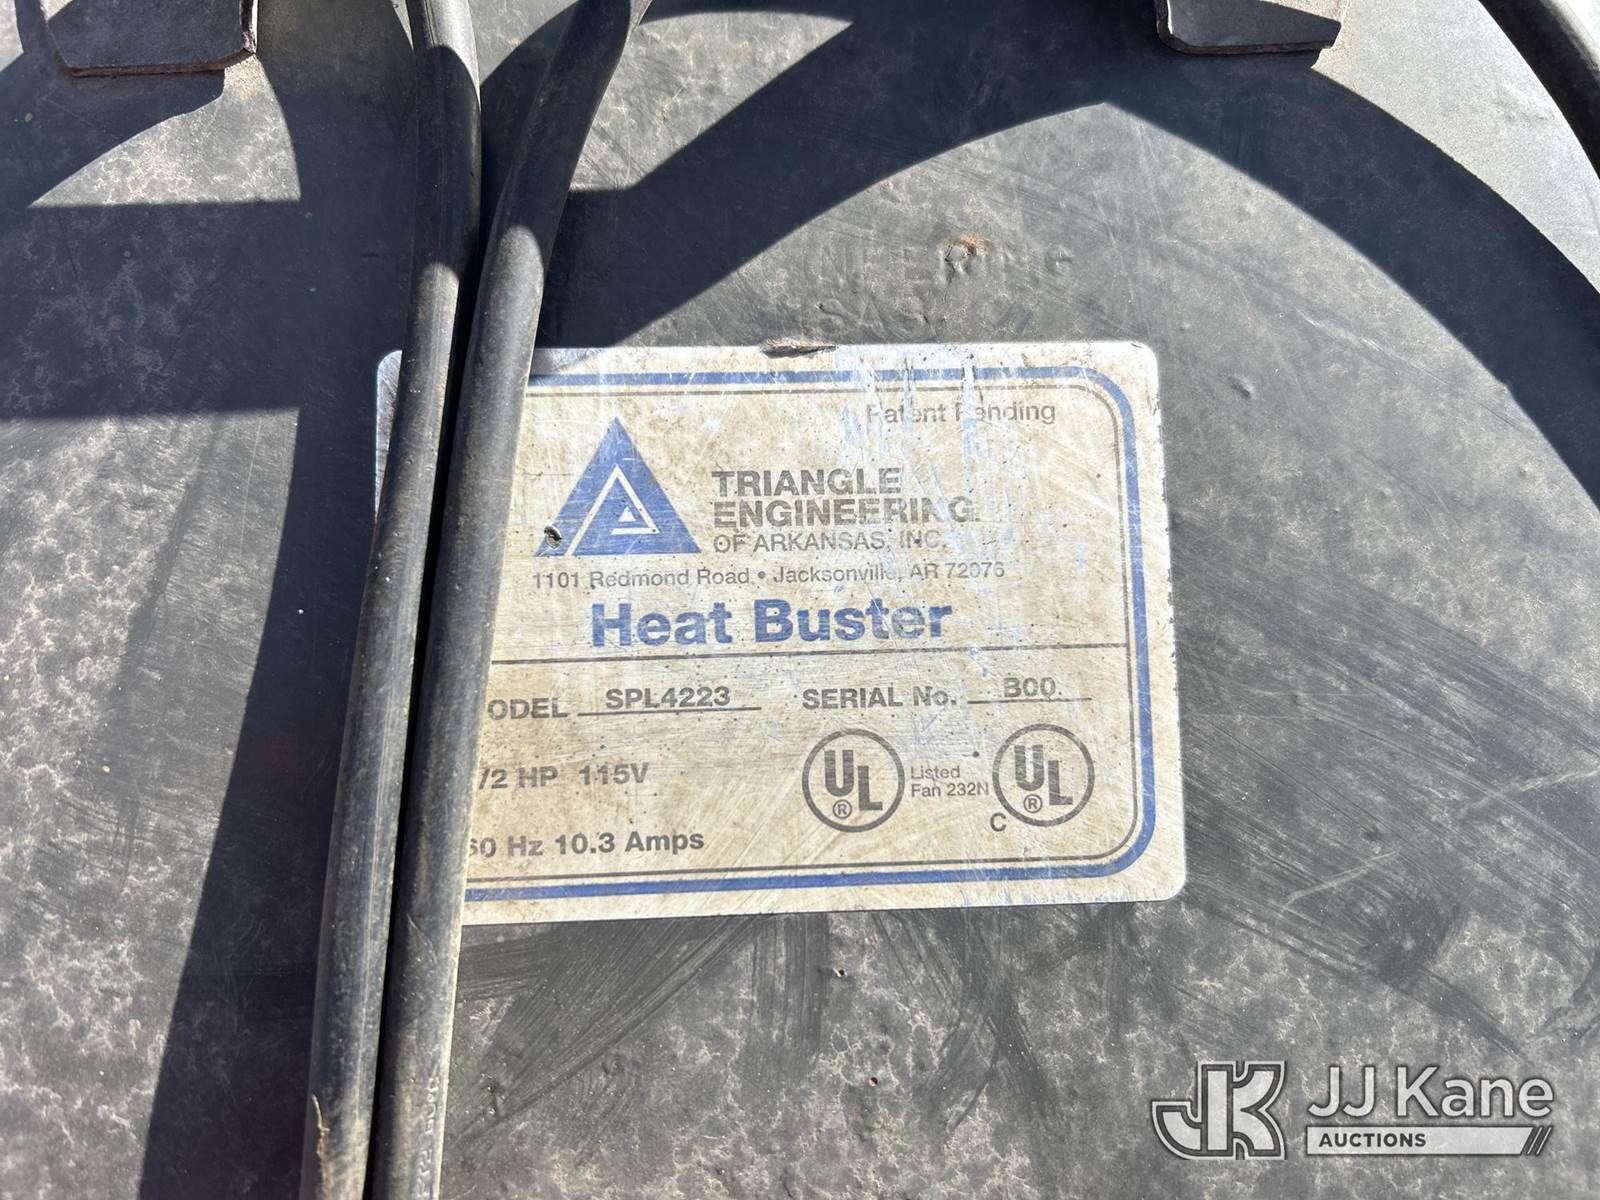 Patent Pending
TRIANGLE
ENGINEERING
OF ARKANSAS, INC.
1101 Redmond Road • Jacksonville, AR 72076
Heat Buster
ODEL SPL4223 SERIAL No. B00
/2 HP 115V
60 Hz 10.3 Amps
UL
®
Listed
Fan 232N
C
UL
®
JK JJ Kane
AUCTIONS